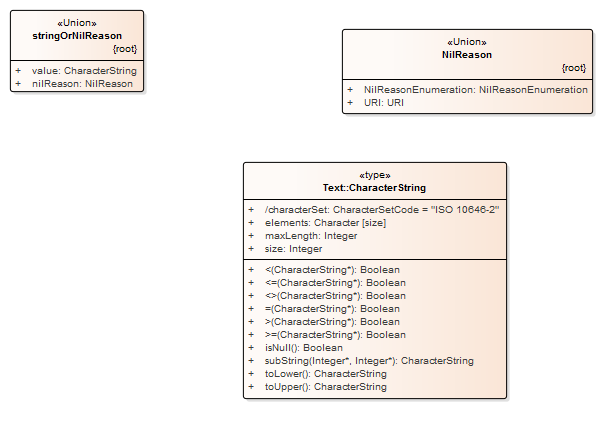 «Union»
stringOrNilReason
{root}
+ value: CharacterString
+ nilReason: NilReason
«Union»
NilReason
{root}
+ NilReasonEnumeration: NilReasonEnumeration
+ URI: URI
«type»
Text::CharacterString
+ /characterSet: CharacterSetCode = "ISO 10646-2"
+ elements: Character [size]
+ maxLength: Integer
+ size: Integer
+ <(CharacterString*): Boolean
+ <=(CharacterString*): Boolean
+ <>(CharacterString*): Boolean
+ =(CharacterString*): Boolean
+ >(CharacterString*): Boolean
+ >=(CharacterString*): Boolean
+ isNull(): Boolean
+ subString(Integer*, Integer*): CharacterString
+ toLower(): CharacterString
+ toUpper(): CharacterString